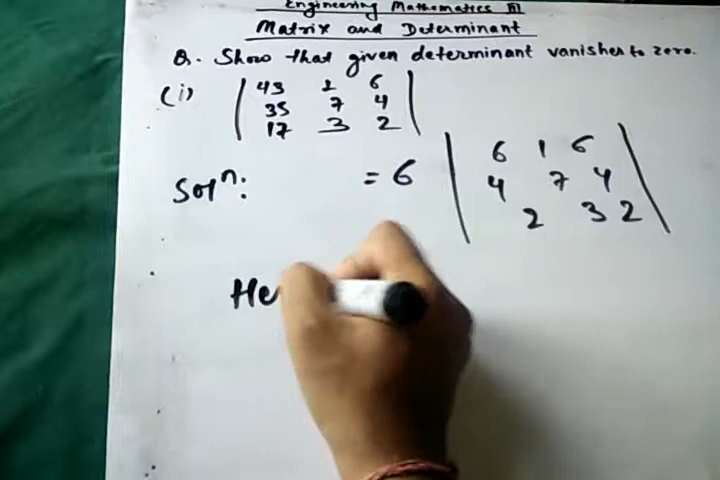 Engineering Mathematics III
Matrix and Determinant
Q. Show that given determinant vanishes to zero.
(i) | 43 1 6 |
| 35 7 4 |
| 17 3 2 |
Solⁿ: = 6 | 6 1 6 |
| 4 7 4 |
| 2 3 2 |
He